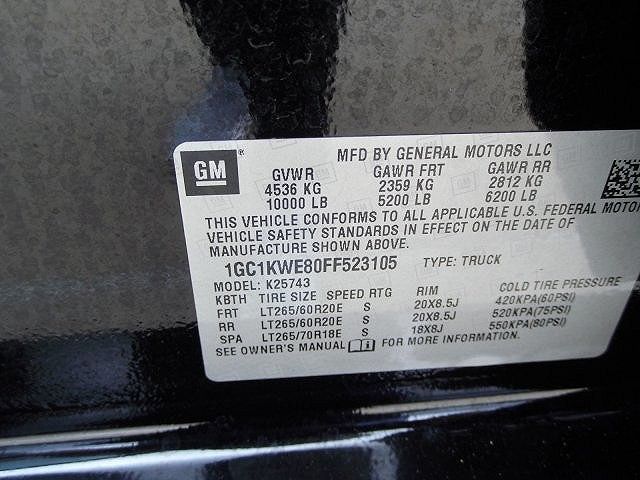 GM
MFD BY GENERAL MOTORS LLC
GVWR GAWR FRT GAWR RR
4536 KG 2359 KG 2812 KG
10000 LB 5200 LB 6200 LB
THIS VEHICLE CONFORMS TO ALL APPLICABLE U.S. FEDERAL MOTOR
VEHICLE SAFETY STANDARDS IN EFFECT ON THE DATE OF
MANUFACTURE SHOWN ABOVE.
1GC1KWE80FF523105 TYPE: TRUCK
MODEL: K25743
KBTH TIRE SIZE SPEED RTG RIM COLD TIRE PRESSURE
FRT LT265/60R20E S 20X8.5J 420KPA(60PSI)
RR LT265/60R20E S 20X8.5J 520KPA(75PSI)
SPA LT265/70R18E S 18X8J 550KPA(80PSI)
SEE OWNER'S MANUAL FOR MORE INFORMATION.